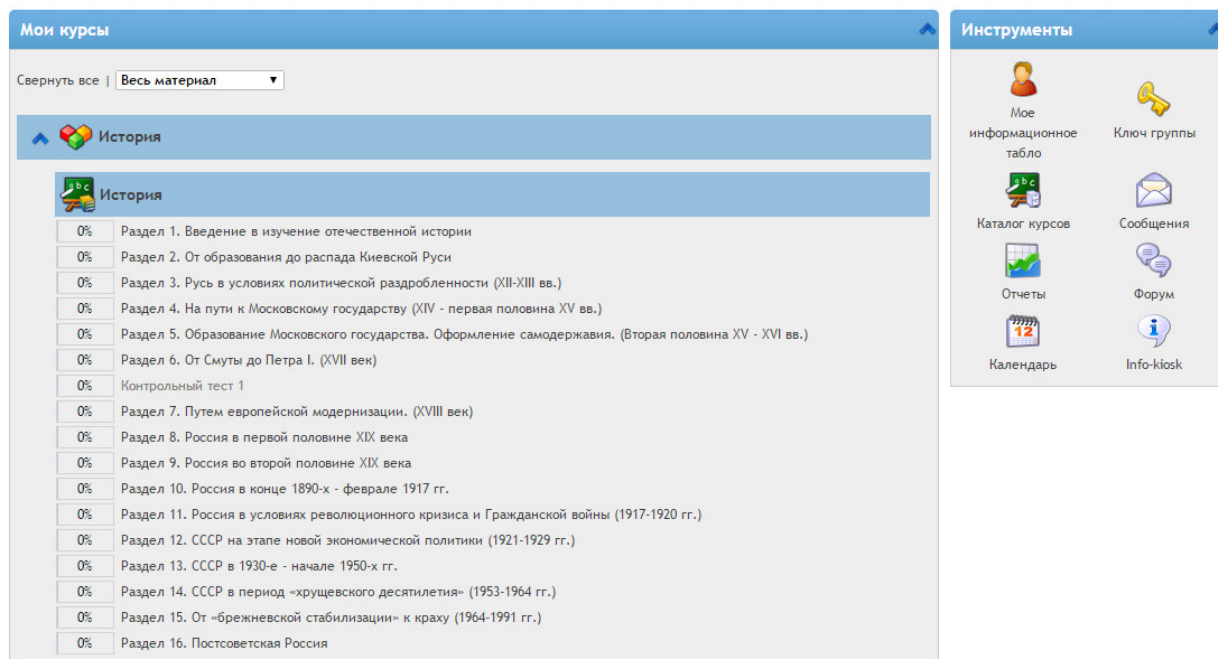 Мои курсы
Свернуть все | Весь материал
История
История
0% Раздел 1. Введение в изучение отечественной истории
0% Раздел 2. От образования до распада Киевской Руси
0% Раздел 3. Русь в условиях политической раздробленности (XII-XIII вв.)
0% Раздел 4. На пути к Московскому государству (XIV - первая половина XV вв.)
0% Раздел 5. Образование Московского государства. Оформление самодержавия. (Вторая половина XV - XVI вв.)
0% Раздел 6. От Смуты до Петра I. (XVII век)
0% Контрольный тест 1
0% Раздел 7. Путем европейской модернизации. (XVIII век)
0% Раздел 8. Россия в первой половине XIX века
0% Раздел 9. Россия во второй половине XIX века
0% Раздел 10. Россия в конце 1890-х - феврале 1917 гг.
0% Раздел 11. Россия в условиях революционного кризиса и Гражданской войны (1917-1920 гг.)
0% Раздел 12. СССР на этапе новой экономической политики (1921-1929 гг.)
0% Раздел 13. СССР в 1930-е - начале 1950-х гг.
0% Раздел 14. СССР в период «хрущевского десятилетия» (1953-1964 гг.)
0% Раздел 15. От «брежневской стабилизации» к краху (1964-1991 гг.)
0% Раздел 16. Постсоветская Россия
Инструменты
Мое
информационное
табло
Ключ группы
abc
Каталог курсов
Сообщения
Отчеты
Форум
12
Календарь
Info-kiosk